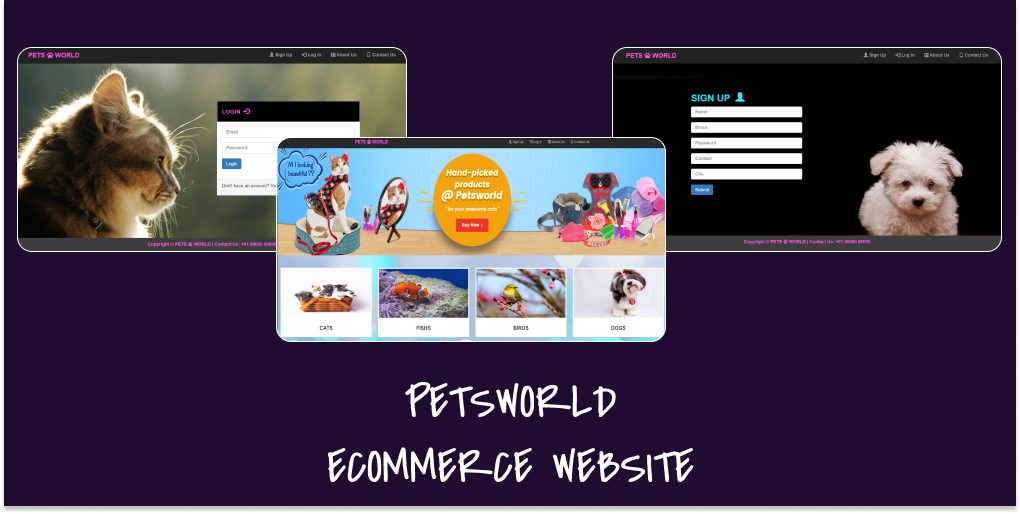 PETS WORLD
Sign Up Log in About Us Contact Us
LOGIN
Email
Password
Login
Don't have an account?
Copyright © PETS WORLD | Contact Us: +91 90000 00000
PETS WORLD
Sign Up Log in About Us Contact Us
M I looking
beautiful ??
Hand-picked
products
@ Petsworld
" for your awesome cats "
Buy Now >
CATS
FISHS
BIRDS
DOGS
PETS WORLD
Sign Up Log in About Us Contact Us
SIGN UP
Name
Email
Password
Contact
City
Submit
Copyright © PETS WORLD | Contact Us: +91 90000 00000
PETSWORLD
ECOMMERCE WEBSITE